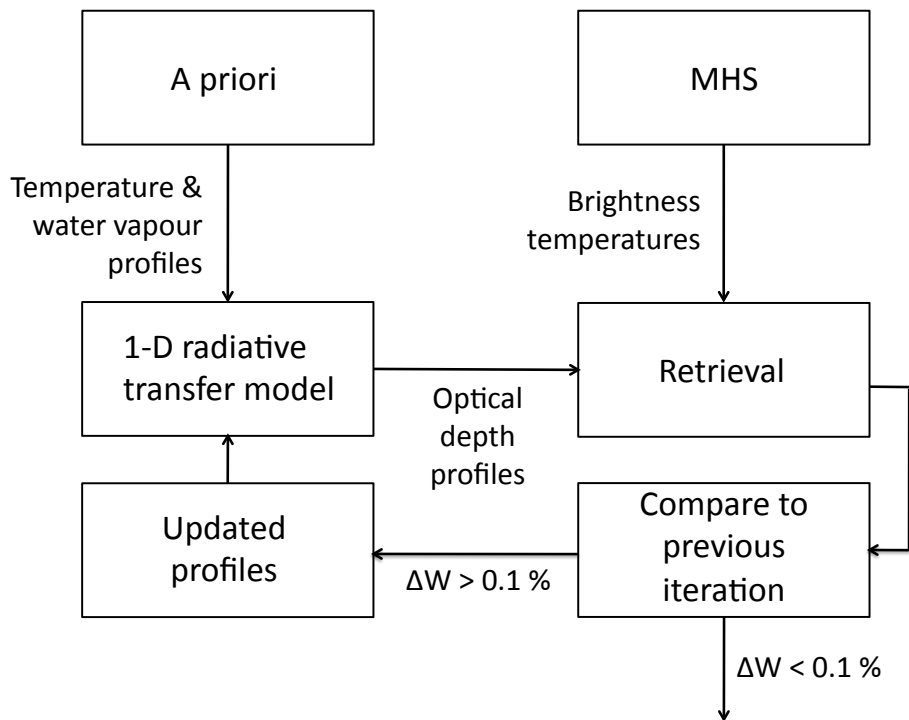 A priori
MHS
Temperature &
water vapour
profiles
Brightness
temperatures
1-D radiative
transfer model
Optical
depth
profiles
Retrieval
Updated
profiles
ΔW > 0.1 %
Compare to
previous
iteration
ΔW < 0.1 %